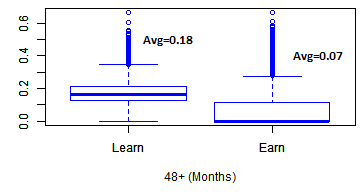 0.6
0.4
0.2
0.0
Avg=0.18
Avg=0.07
Learn Earn
48+ (Months)